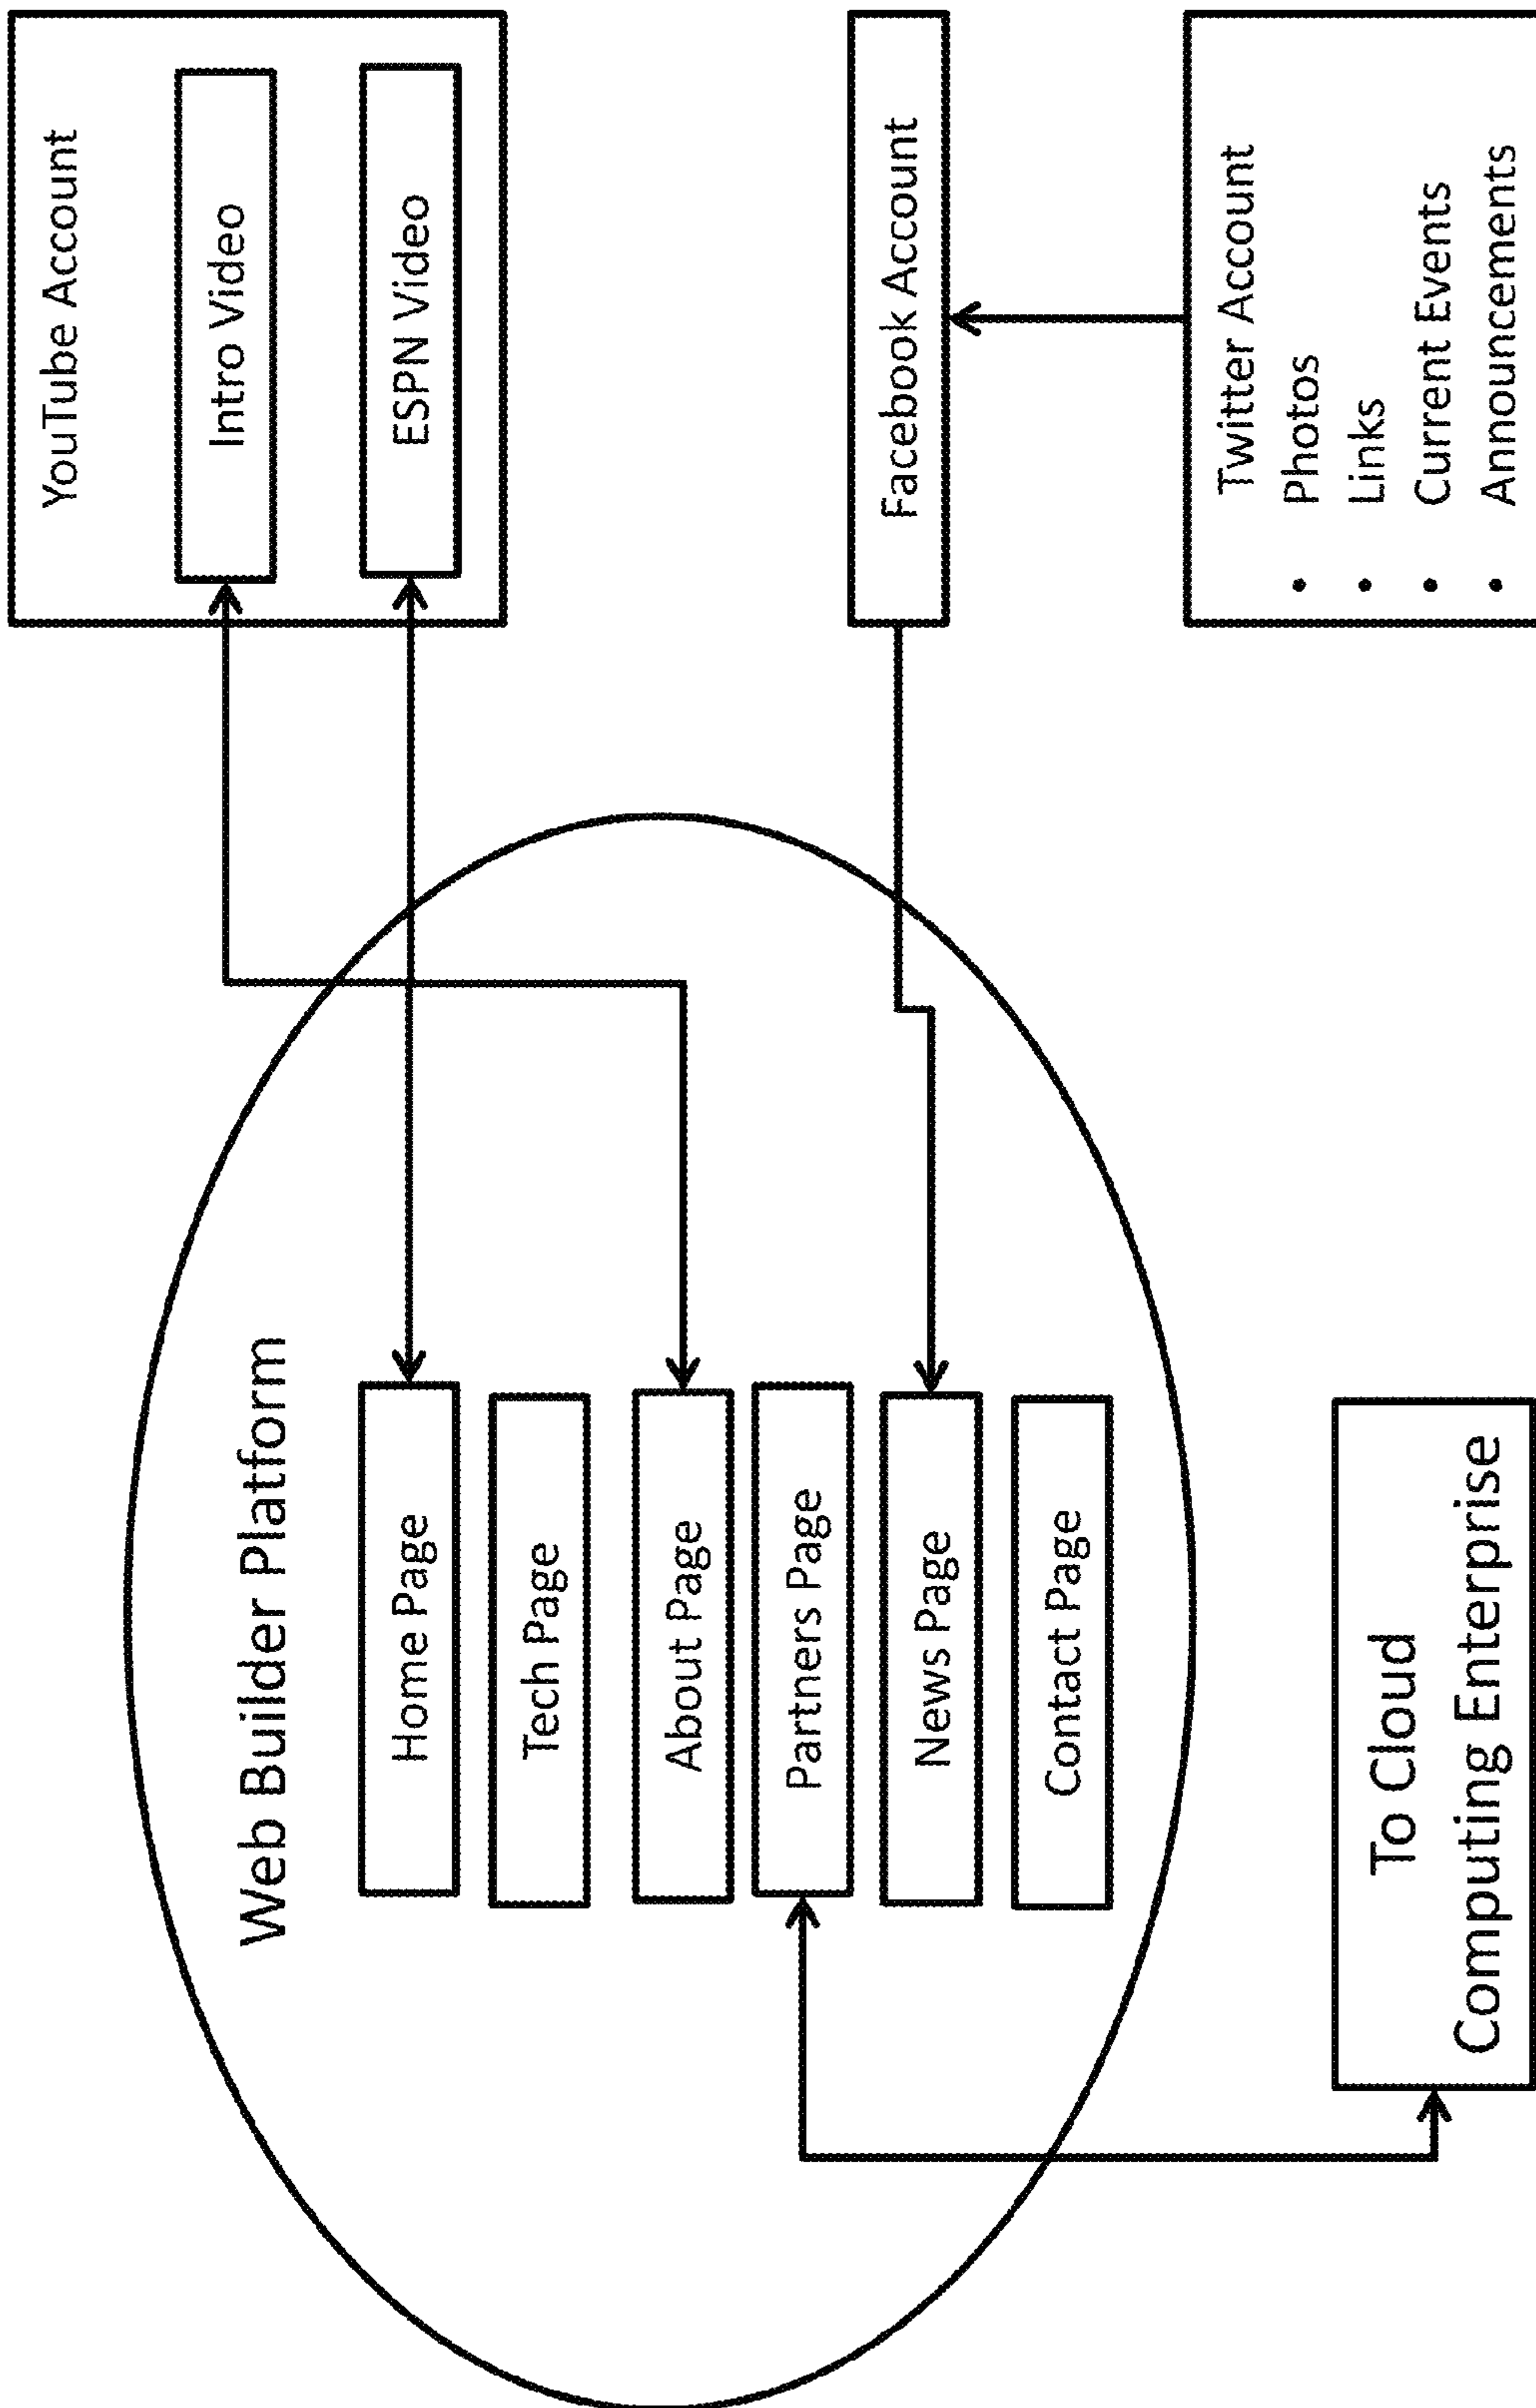 Web Builder Platform
Home Page
Tech Page
About Page
Partners Page
News Page
Contact Page
To Cloud
Computing Enterprise
YouTube Account
Intro Video
ESPN Video
Facebook Account
Twitter Account
• Photos
• Links
• Current Events
• Announcements